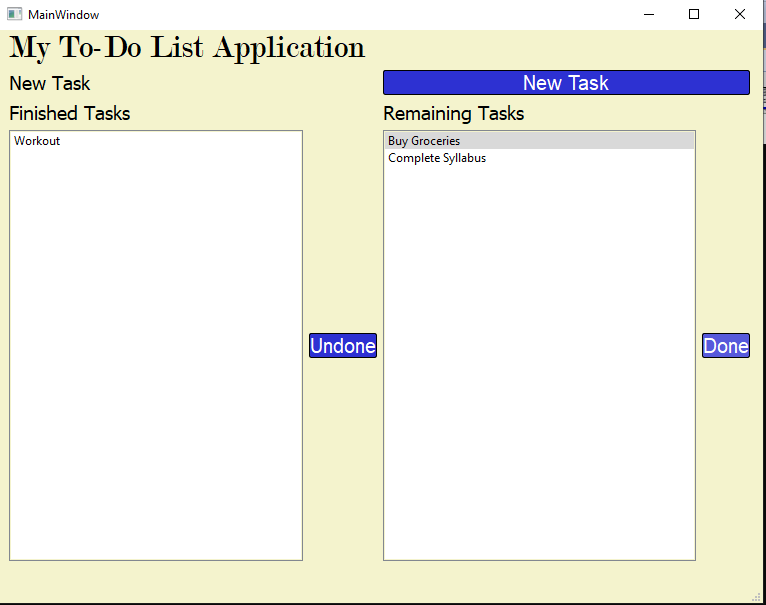 MainWindow
My To-Do List Application
New Task
New Task
Finished Tasks
Remaining Tasks
Workout
Buy Groceries
Complete Syllabus
Undone
Done